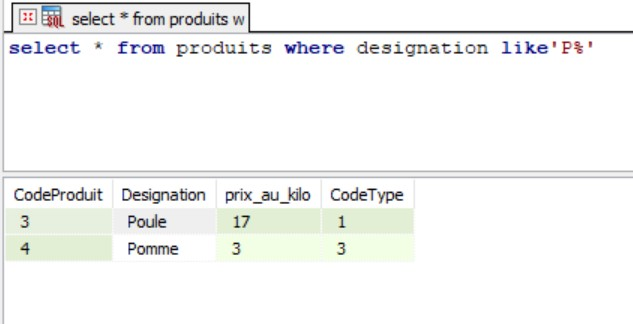 select * from produits w
select * from produits where designation like'P%'
CodeProduit Designation prix_au_kilo CodeType
3 Poule 17 1
4 Pomme 3 3